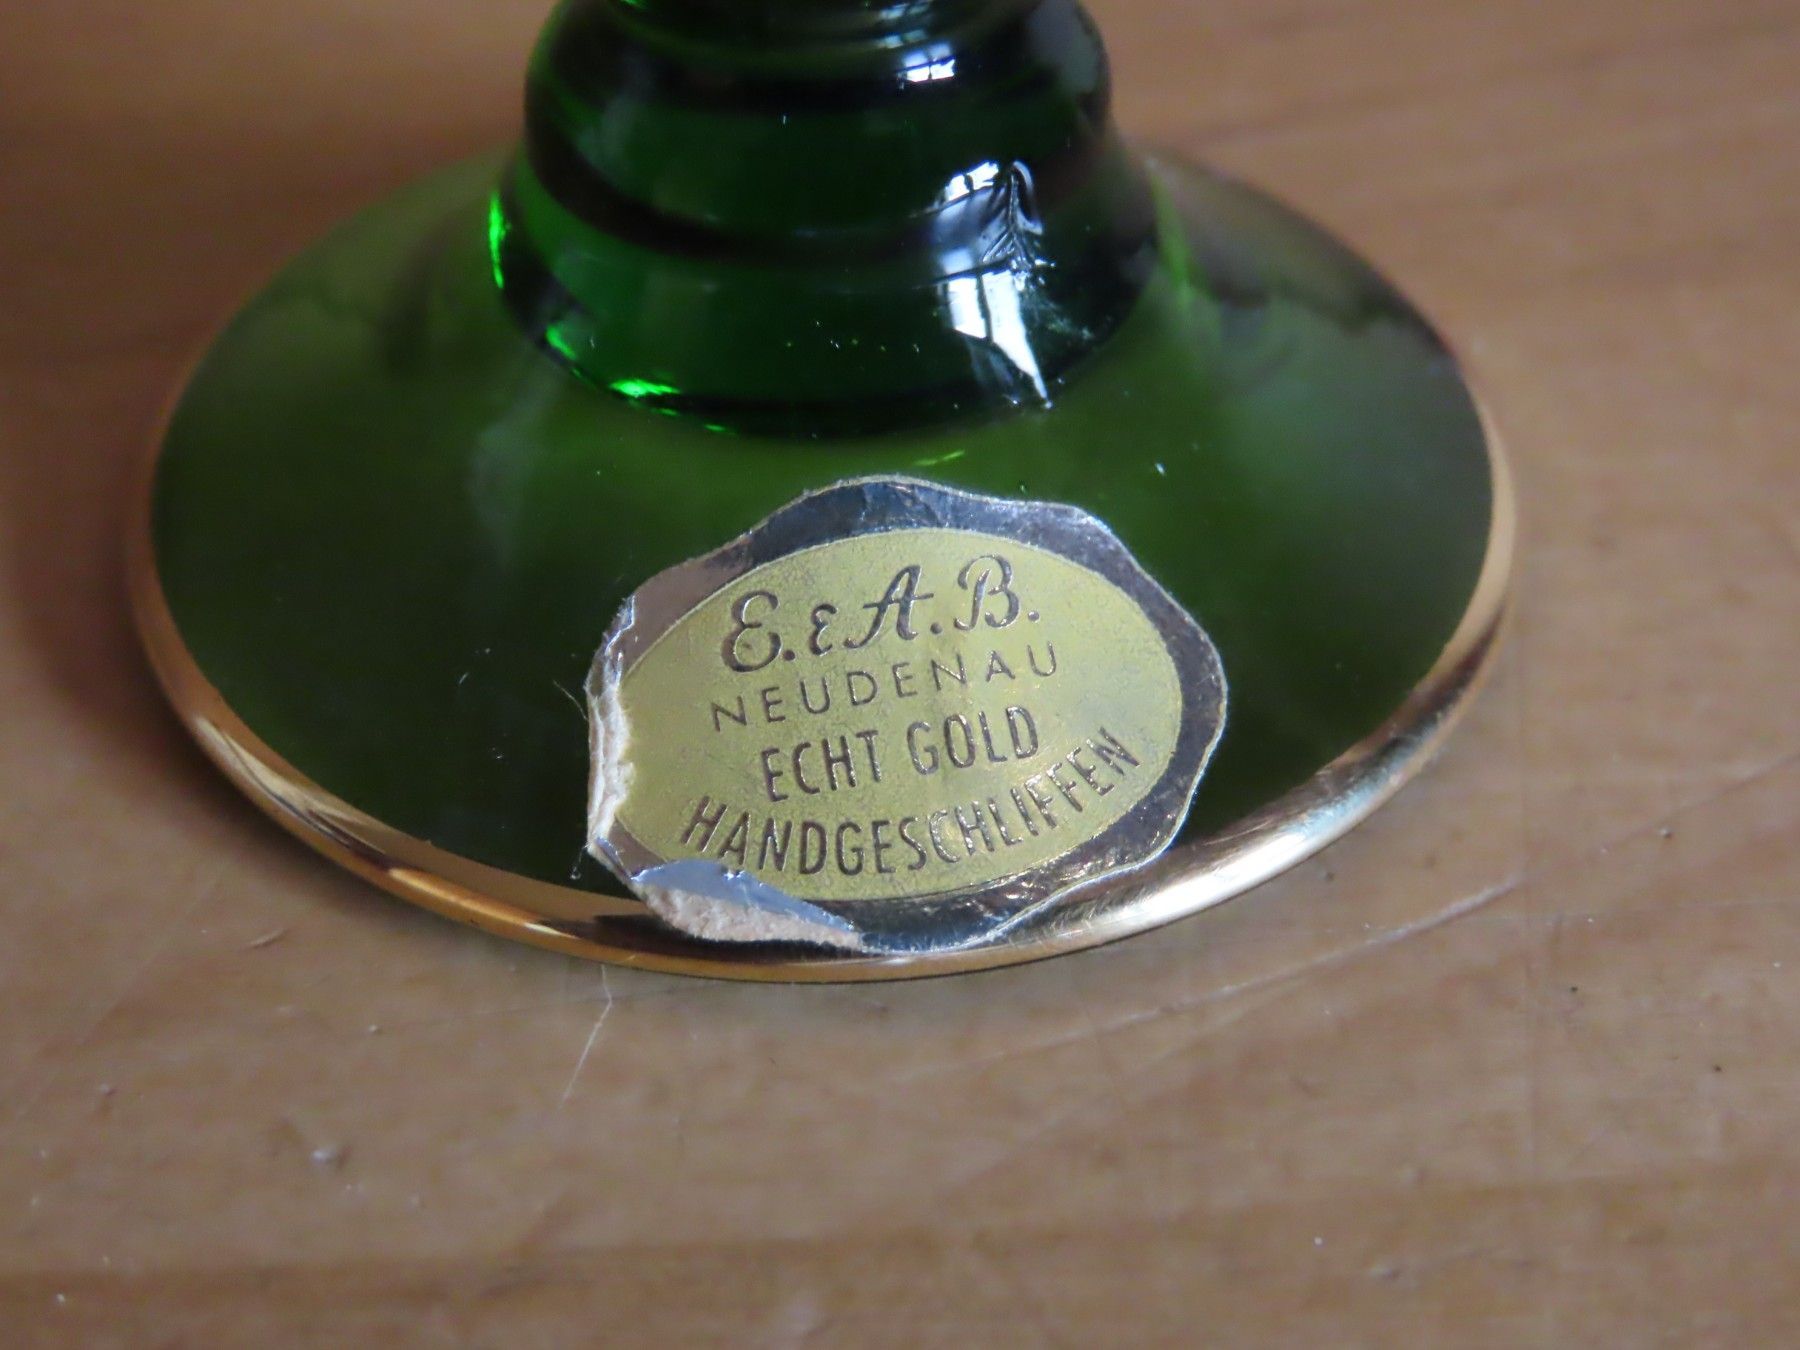 E. & A. B.
NEUDENAU
ECHT GOLD
HANDGESCHLIFFEN